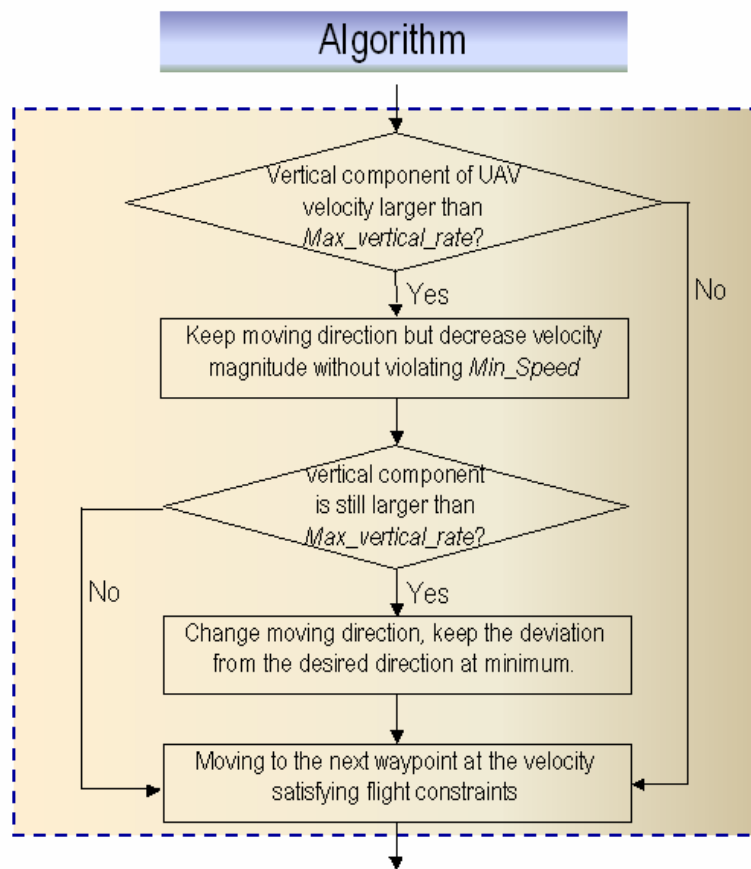 Algorithm
Vertical component of UAV
velocity larger than
Max_vertical_rate?
Yes
No
Keep moving direction but decrease velocity
magnitude without violating Min_Speed
vertical component
is still larger than
Max_vertical_rate?
No
Yes
Change moving direction, keep the deviation
from the desired direction at minimum.
Moving to the next waypoint at the velocity
satisfying flight constraints